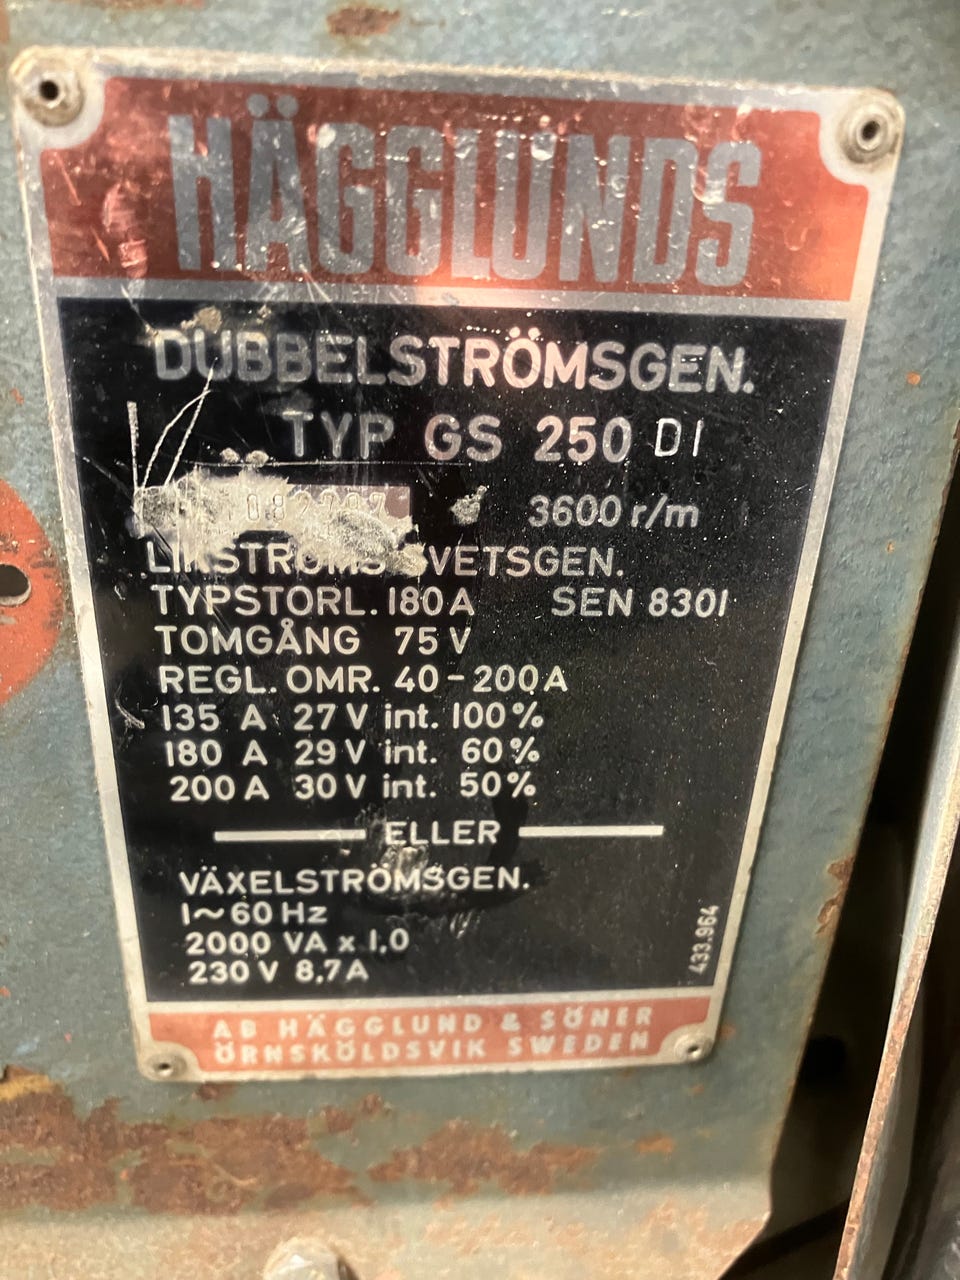 HÄGGLUNDS
DUBBELSTRÖMSGEN.
TYP GS 250 DI
3600 r/m
LIKSTRÖMS SVETSGEN.
TYPSTORL. 180 A SEN 8301
TOMGÅNG 75 V
REGL. OMR. 40-200 A
135 A 27 V int. 100%
180 A 29 V int. 60%
200 A 30 V int. 50%
ELLER
VÄXELSTRÖMSGEN.
1~60 Hz
2000 VA x 1,0
230 V 8,7 A
433.964
AB HÄGGLUND & SÖNER
ÖRNSKÖLDSVIK SWEDEN